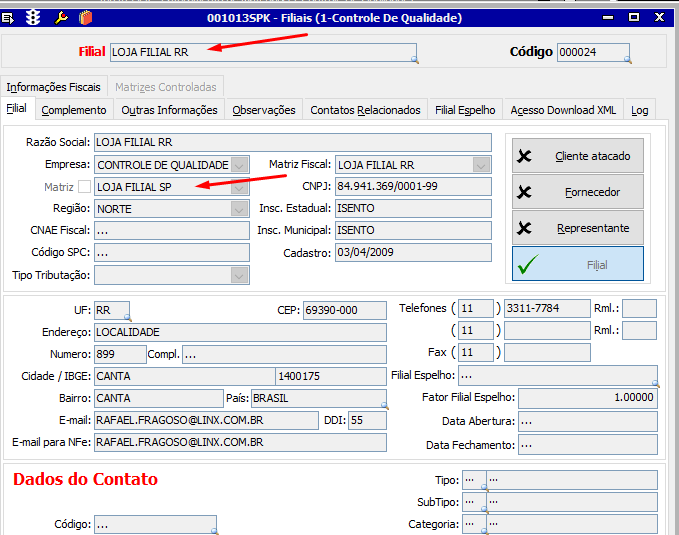 001013SPK - Filiais (1-Controle De Qualidade)
Filial LOJA FILIAL RR Código 000024
Informações Fiscais Matrizes Controladas
Filial Complemento Outras Informações Observações Contatos Relacionados Filial Espelho Acesso Download XML Log
Razão Social: LOJA FILIAL RR
Empresa: CONTROLE DE QUALIDADE Matriz Fiscal: LOJA FILIAL RR
Matriz LOJA FILIAL SP CNPJ: 84.941.369/0001-99
Região: NORTE Insc. Estadual: ISENTO
CNAE Fiscal: ... Insc. Municipal: ISENTO
Código SPC: ... Cadastro: 03/04/2009
Tipo Tributação:
Cliente atacado
Fornecedor
Representante
Filial
UF: RR CEP: 69390-000 Telefones ( 11 ) 3311-7784 Rml.:
Endereço: LOCALIDADE ( 11 ) Rml.:
Numero: 899 Compl. ... Fax ( 11 )
Cidade / IBGE: CANTA 1400175 Filial Espelho: ...
Bairro: CANTA País: BRASIL Fator Filial Espelho: 1.00000
E-mail: RAFAEL.FRAGOSO@LINX.COM.BR DDI: 55 Data Abertura: ...
E-mail para NFe: RAFAEL.FRAGOSO@LINX.COM.BR Data Fechamento: ...
Dados do Contato Tipo: ... ...
SubTipo: ... ...
Código: ... Categoria: ... ...